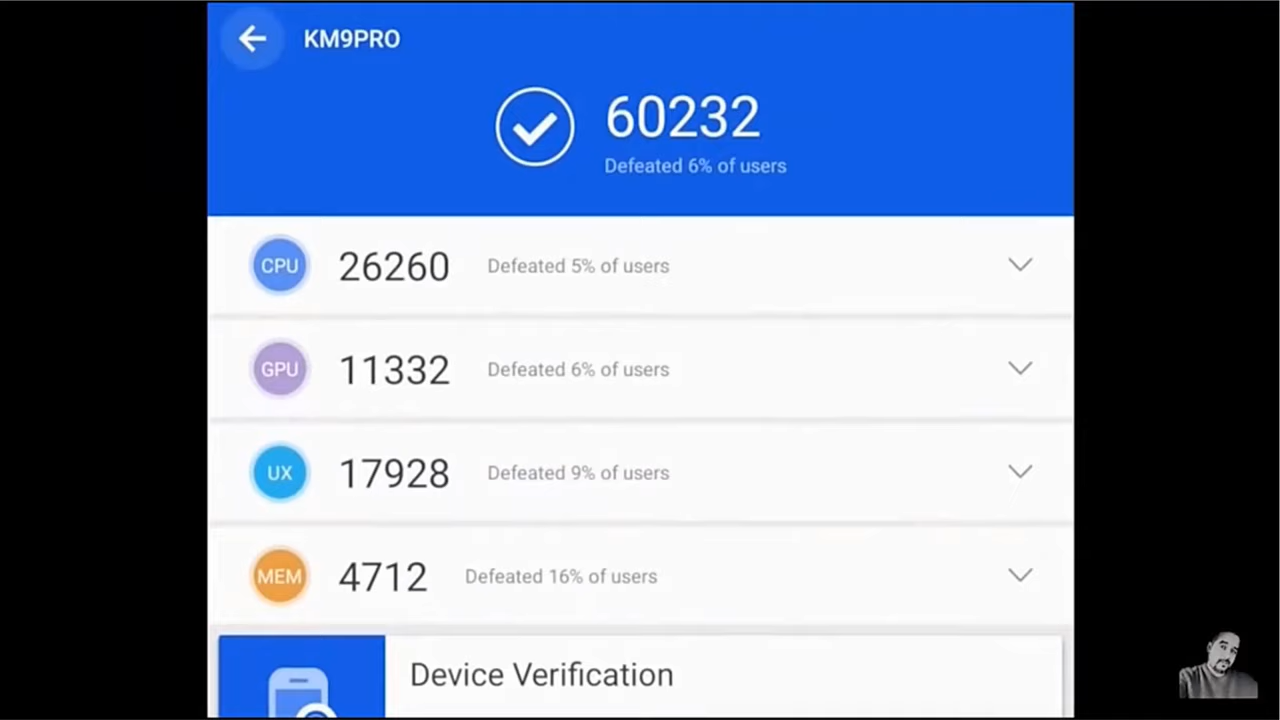 KM9PRO
60232
Defeated 6% of users
CPU 26260 Defeated 5% of users
GPU 11332 Defeated 6% of users
UX 17928 Defeated 9% of users
MEM 4712 Defeated 16% of users
Device Verification